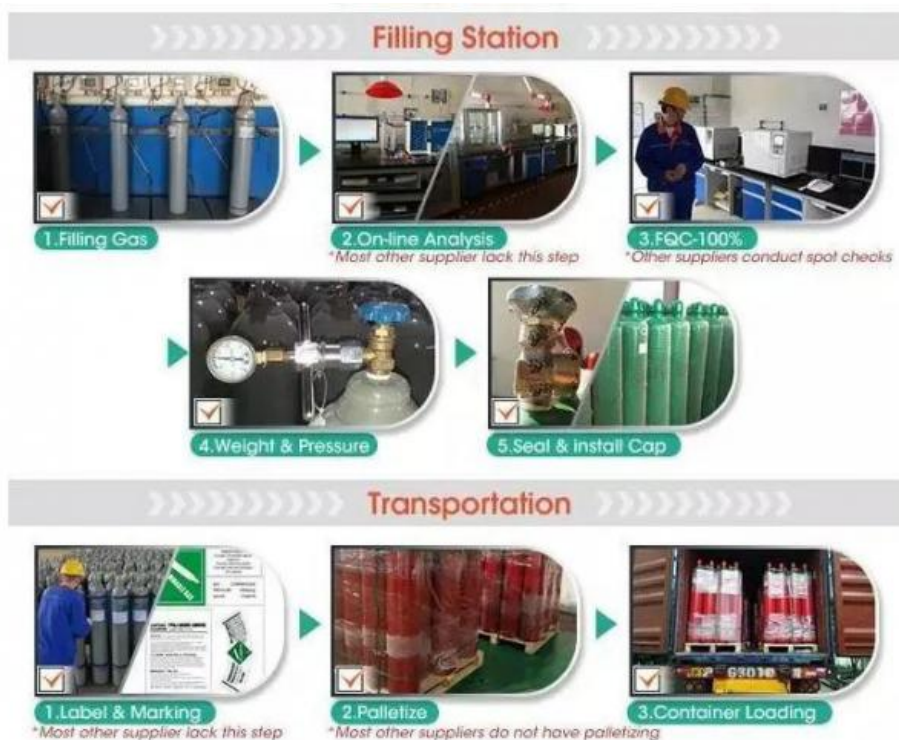 Filling Station
1.Filling Gas
2.On-line Analysis
*Most other supplier lack this step
3.FQC-100%
*Other suppliers conduct spot checks
4.Weight & Pressure
5.Seal & install Cap
Transportation
1.Label & Marking
*Most other supplier lack this step
2.Palletize
*Most other suppliers do not have palletizing
3.Container Loading